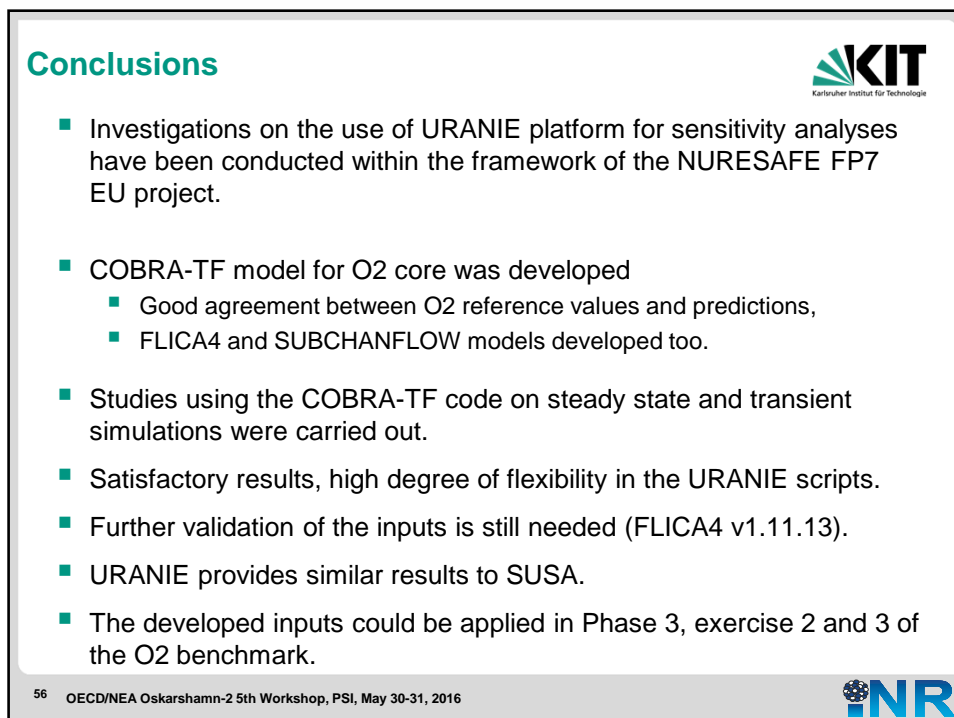 Conclusions
KIT
Karlsruher Institut für Technologie
Investigations on the use of URANIE platform for sensitivity analyses
have been conducted within the framework of the NURESAFE FP7
EU project.
COBRA-TF model for O2 core was developed
Good agreement between O2 reference values and predictions,
FLICA4 and SUBCHANFLOW models developed too.
Studies using the COBRA-TF code on steady state and transient
simulations were carried out.
Satisfactory results, high degree of flexibility in the URANIE scripts.
Further validation of the inputs is still needed (FLICA4 v1.11.13).
URANIE provides similar results to SUSA.
The developed inputs could be applied in Phase 3, exercise 2 and 3 of
the O2 benchmark.
56 OECD/NEA Oskarshamn-2 5th Workshop, PSI, May 30-31, 2016
iNR